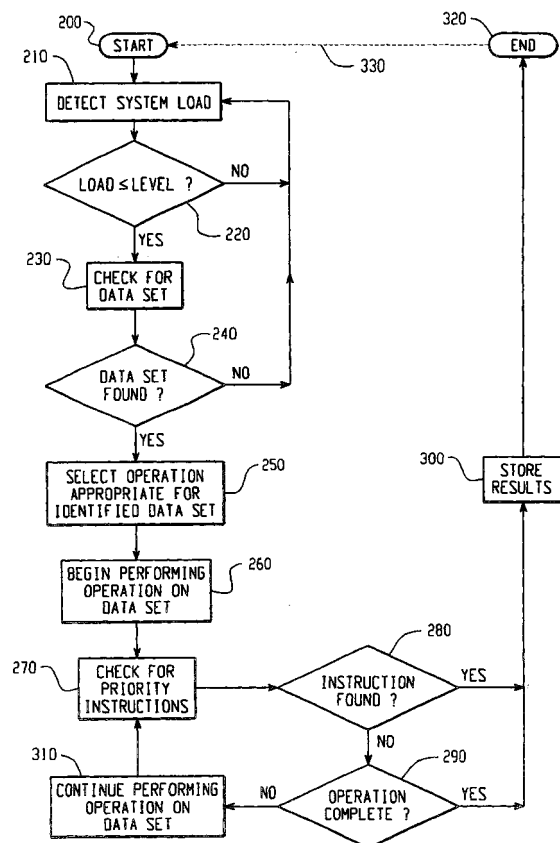 200
START
320
END
330
210
DETECT SYSTEM LOAD
LOAD ≤ LEVEL ?
NO
220
YES
230
CHECK FOR
DATA SET
240
DATA SET
FOUND ?
NO
YES
250
SELECT OPERATION
APPROPRIATE FOR
IDENTIFIED DATA SET
300
STORE
RESULTS
260
BEGIN PERFORMING
OPERATION ON
DATA SET
270
CHECK FOR
PRIORITY
INSTRUCTIONS
280
INSTRUCTION
FOUND ?
YES
NO
290
OPERATION
COMPLETE ?
YES
NO
310
CONTINUE PERFORMING
OPERATION ON
DATA SET